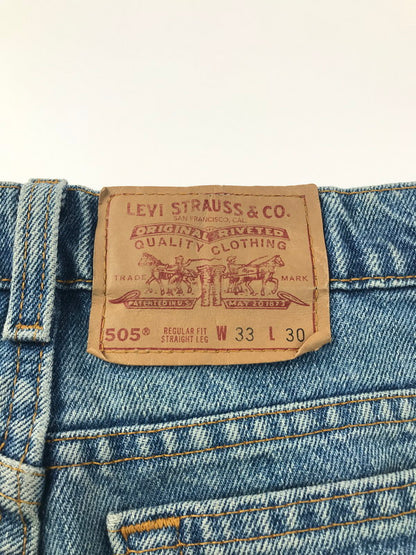 LEVI STRAUSS & CO.
SAN FRANCISCO, CAL.
ORIGINAL RIVETED
QUALITY CLOTHING
TRADE MARK
PATENTED IN U.S. MAY 20 1873
505® REGULAR FIT W 33 L 30
STRAIGHT LEG